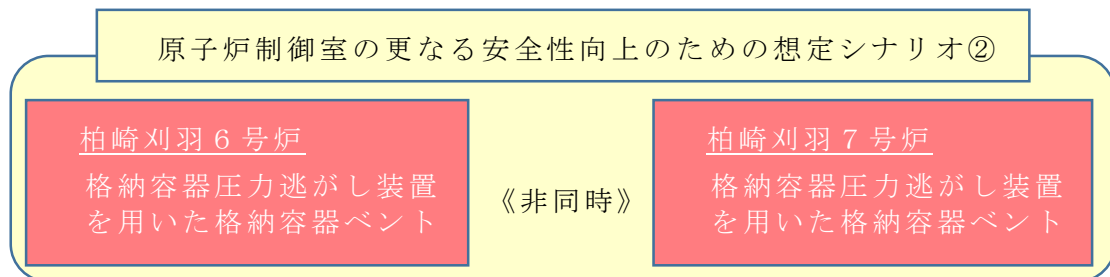 原子炉制御室の更なる安全性向上のための想定シナリオ②
柏崎刈羽６号炉
格納容器圧力逃がし装置
を用いた格納容器ベント
《非同時》
柏崎刈羽７号炉
格納容器圧力逃がし装置
を用いた格納容器ベント